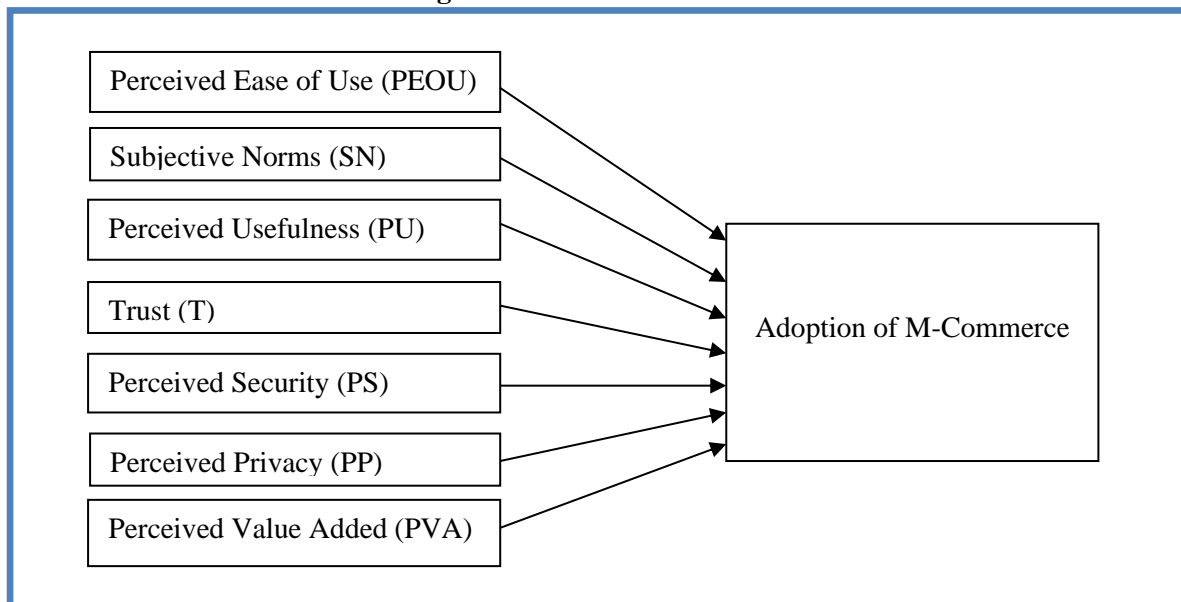 Perceived Ease of Use (PEOU)
Subjective Norms (SN)
Perceived Usefulness (PU)
Trust (T)
Perceived Security (PS)
Perceived Privacy (PP)
Perceived Value Added (PVA)
Adoption of M-Commerce